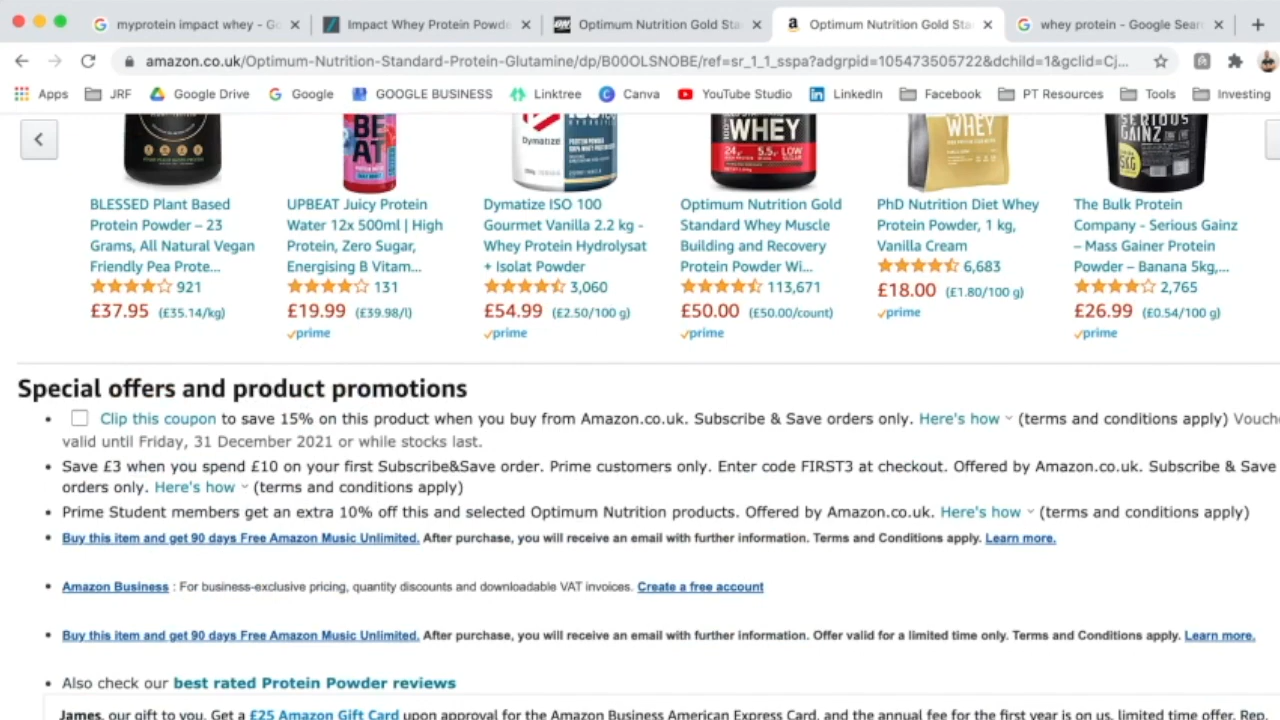 myprotein impact whey - Go
Impact Whey Protein Powde
Optimum Nutrition Gold Sta
Optimum Nutrition Gold Sta
whey protein - Google Sear
amazon.co.uk/Optimum-Nutrition-Standard-Protein-Glutamine/dp/B00OLSNOBE/ref=sr_1_1_sspa?adgrpid=105473505722&dchild=1&gclid=Cj...
Apps JRF Google Drive Google GOOGLE BUSINESS Linktree Canva YouTube Studio LinkedIn Facebook PT Resources Tools Investing
BE
AT
Dymatize
WHEY
24g 5.5g LOW
WHEY
SERIOUS
GAINZ
5KG
BLESSED Plant Based
Protein Powder – 23
Grams, All Natural Vegan
Friendly Pea Prote...
921
£37.95 (£35.14/kg)
UPBEAT Juicy Protein
Water 12x 500ml | High
Protein, Zero Sugar,
Energising B Vitam...
131
£19.99 (£39.98/l)
prime
Dymatize ISO 100
Gourmet Vanilla 2.2 kg -
Whey Protein Hydrolysat
+ Isolat Powder
3,060
£54.99 (£2.50/100 g)
prime
Optimum Nutrition Gold
Standard Whey Muscle
Building and Recovery
Protein Powder Wi...
113,671
£50.00 (£50.00/count)
prime
PhD Nutrition Diet Whey
Protein Powder, 1 kg,
Vanilla Cream
6,683
£18.00 (£1.80/100 g)
prime
The Bulk Protein
Company - Serious Gainz
– Mass Gainer Protein
Powder – Banana 5kg,...
2,765
£26.99 (£0.54/100 g)
prime
Special offers and product promotions
Clip this coupon to save 15% on this product when you buy from Amazon.co.uk. Subscribe & Save orders only. Here's how (terms and conditions apply) Vouche
valid until Friday, 31 December 2021 or while stocks last.
Save £3 when you spend £10 on your first Subscribe&Save order. Prime customers only. Enter code FIRST3 at checkout. Offered by Amazon.co.uk. Subscribe & Save
orders only. Here's how (terms and conditions apply)
Prime Student members get an extra 10% off this and selected Optimum Nutrition products. Offered by Amazon.co.uk. Here's how (terms and conditions apply)
Buy this item and get 90 days Free Amazon Music Unlimited. After purchase, you will receive an email with further information. Terms and Conditions apply. Learn more.
Amazon Business : For business-exclusive pricing, quantity discounts and downloadable VAT invoices. Create a free account
Buy this item and get 90 days Free Amazon Music Unlimited. After purchase, you will receive an email with further information. Offer valid for a limited time only. Terms and Conditions apply. Learn more.
Also check our best rated Protein Powder reviews
James, our gift to you. Get a £25 Amazon Gift Card upon approval for the Amazon Business American Express Card, and the annual fee for the first year is on us, limited time offer. Rep.